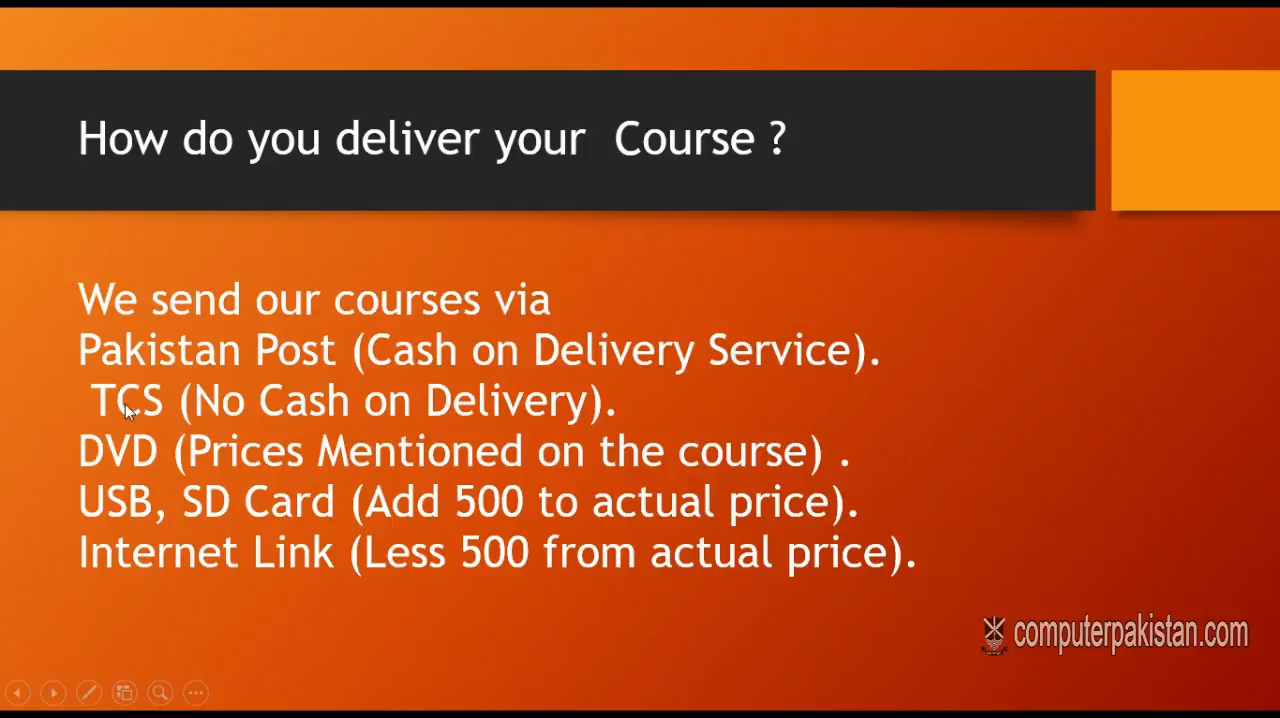 How do you deliver your  Course ?
We send our courses via
Pakistan Post (Cash on Delivery Service).
TCS (No Cash on Delivery).
DVD (Prices Mentioned on the course) .
USB, SD Card (Add 500 to actual price).
Internet Link (Less 500 from actual price).
computerpakistan.com